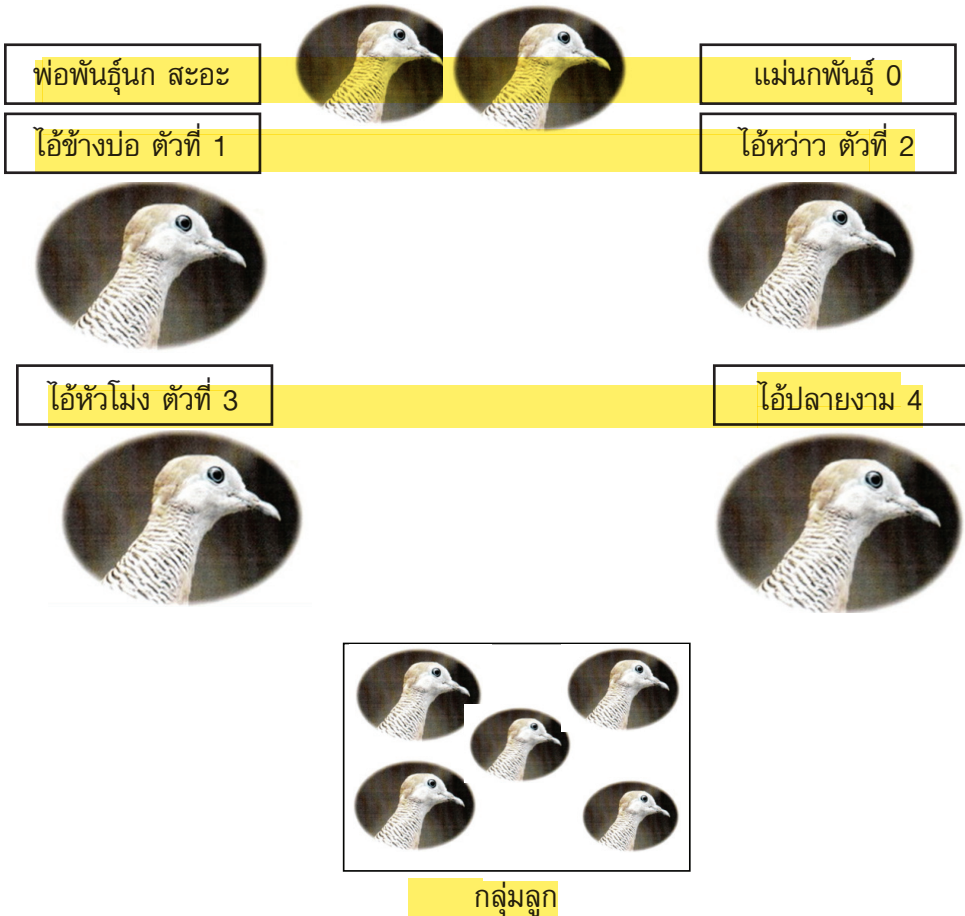 พ่อพันธุ์นก สะอะ แม่นกพันธุ์ 0
ไอ้ข้างบ่อ ตัวที่ 1 ไอ้หว่าว ตัวที่ 2
ไอ้หัวโม่ง ตัวที่ 3 ไอ้ปลายงาม 4
กลุ่มลูก